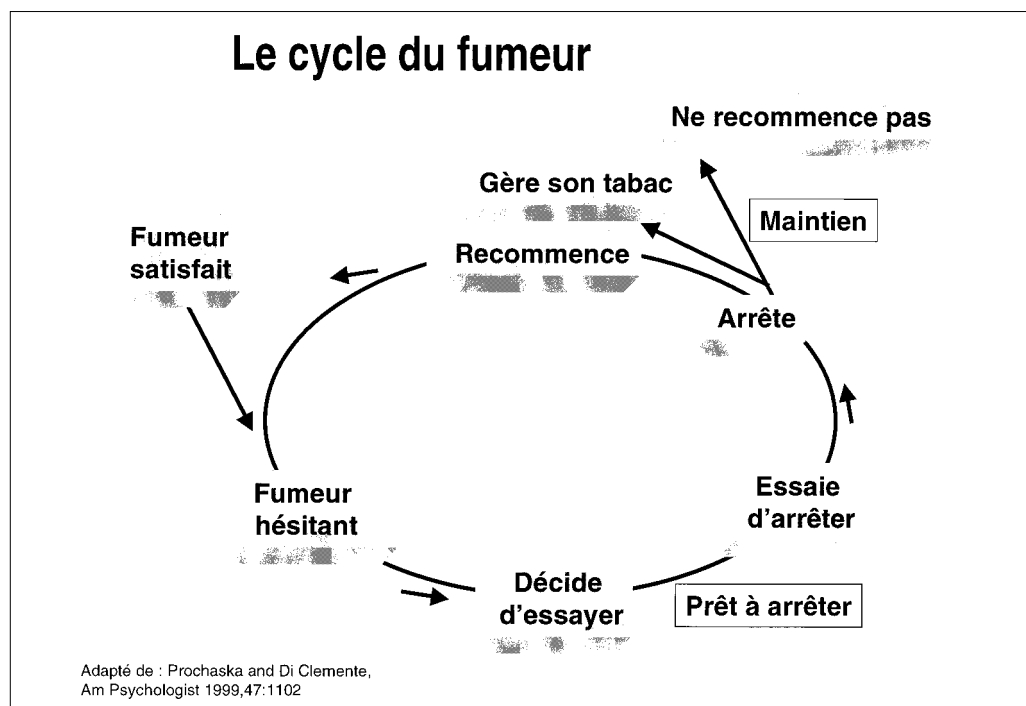 Le cycle du fumeur
Ne recommence pas
Gère son tabac
Maintien
Fumeur
satisfait
Recommence
Arrête
Fumeur
hésitant
Essaie
d'arrêter
Décide
d'essayer
Prêt à arrêter
Adapté de : Prochaska and Di Clemente,
Am Psychologist 1999,47:1102